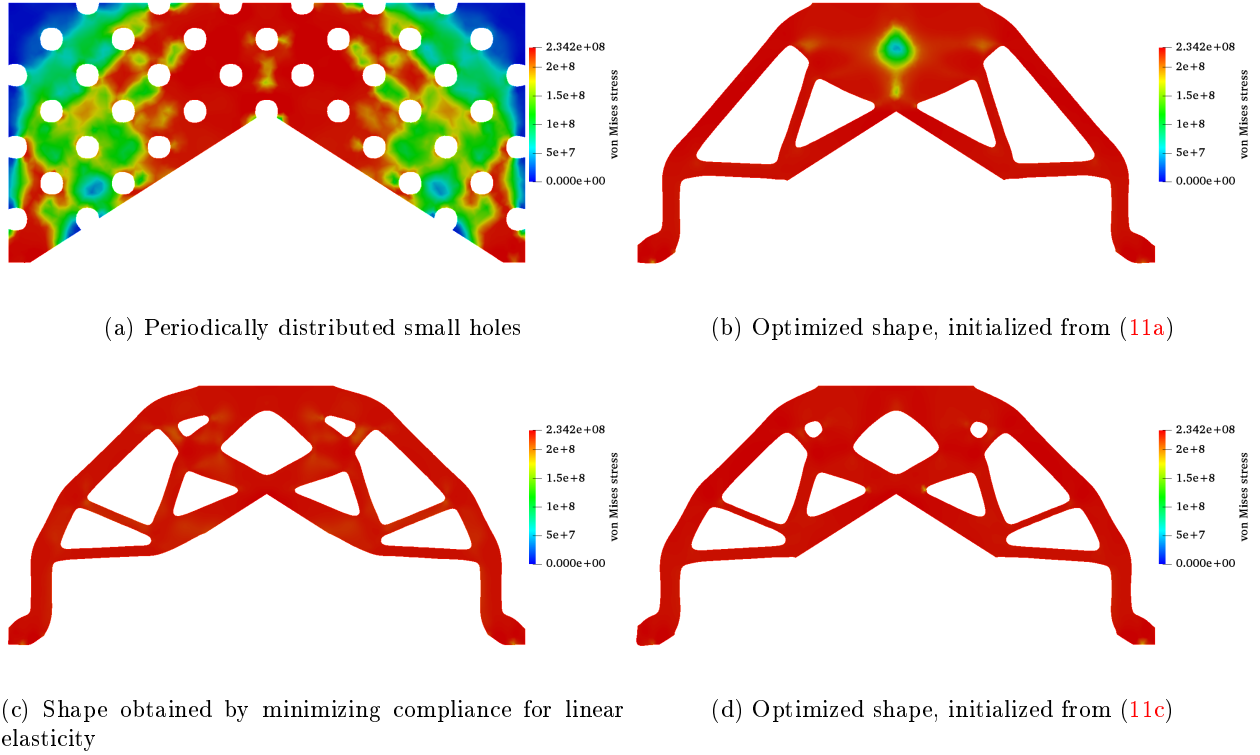 2.342e+08
2e+8
1.5e+8
1e+8
5e+7
0.000e+00
von Mises stress
2.342e+08
2e+8
1.5e+8
1e+8
5e+7
0.000e+00
von Mises stress
(a) Periodically distributed small holes
(b) Optimized shape, initialized from (11a)
2.342e+08
2e+8
1.5e+8
1e+8
5e+7
0.000e+00
von Mises stress
2.342e+08
2e+8
1.5e+8
1e+8
5e+7
0.000e+00
von Mises stress
(c) Shape obtained by minimizing compliance for linear
elasticity
(d) Optimized shape, initialized from (11c)